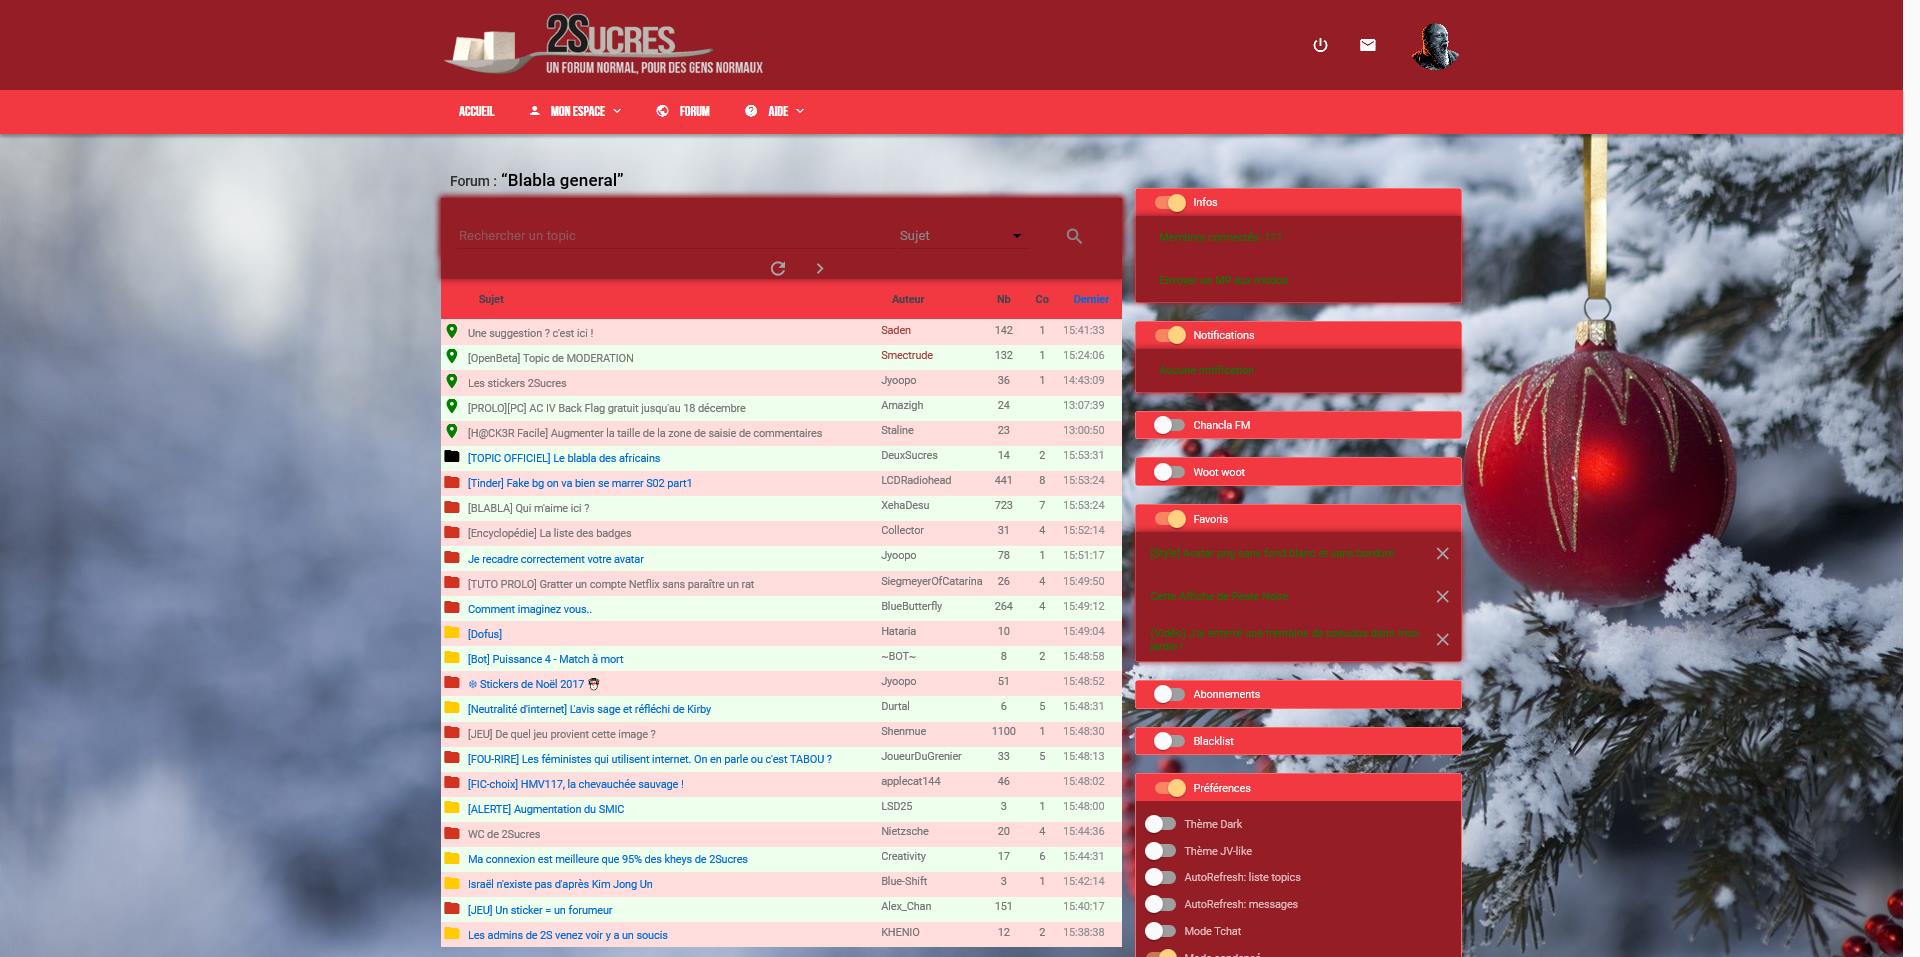 2SUCRES
UN FORUM NORMAL, POUR DES GENS NORMAUX
ACCUEIL MON ESPACE FORUM AIDE
Forum : “Blabla general”
Rechercher un topic Sujet
Sujet Auteur Nb Co Dernier
Une suggestion ? c'est ici ! Saden 142 1 15:41:33
[OpenBeta] Topic de MODERATION Smectrude 132 1 15:24:06
Les stickers 2Sucres Jyoopo 36 1 14:43:09
[PROLO][PC] AC IV Back Flag gratuit jusqu'au 18 décembre Amazigh 24 13:07:39
[H@CK3R Facile] Augmenter la taille de la zone de saisie de commentaires Staline 23 13:00:50
[TOPIC OFFICIEL] Le blabla des africains DeuxSucres 14 2 15:53:31
[Tinder] Fake bg on va bien se marrer S02 part1 LCDRadiohead 441 8 15:53:24
[BLABLA] Qui m'aime ici ? XehaDesu 723 7 15:53:24
[Encyclopédie] La liste des badges Collector 31 4 15:52:14
Je recadre correctement votre avatar Jyoopo 78 1 15:51:17
[TUTO PROLO] Gratter un compte Netflix sans paraître un rat SiegmeyerOfCatarina 26 4 15:49:50
Comment imaginez vous.. BlueButterfly 264 4 15:49:12
[Dofus] Hataria 10 15:49:04
[Bot] Puissance 4 - Match à mort ~BOT~ 8 2 15:48:58
❄ Stickers de Noël 2017 Jyoopo 51 15:48:52
[Neutralité d'internet] L'avis sage et réfléchi de Kirby Durtal 6 5 15:48:31
[JEU] De quel jeu provient cette image ? Shenmue 1100 1 15:48:30
[FOU-RIRE] Les féministes qui utilisent internet. On en parle ou c'est TABOU ? JoueurDuGrenier 33 5 15:48:13
[FIC-choix] HMV117, la chevauchée sauvage ! applecat144 46 15:48:02
[ALERTE] Augmentation du SMIC LSD25 3 1 15:48:00
WC de 2Sucres Nietzsche 20 4 15:44:36
Ma connexion est meilleure que 95% des kheys de 2Sucres Creativity 17 6 15:44:31
Israël n'existe pas d'après Kim Jong Un Blue-Shift 3 1 15:42:14
[JEU] Un sticker = un forumeur Alex_Chan 151 15:40:17
Les admins de 2S venez voir y a un soucis KHENIO 12 2 15:38:38
Infos
Membres connectés: 111
Envoyer un MP aux modos
Notifications
Aucune notification
Chancla FM
Woot woot
Favoris
[Style] Avatar png sans fond blanc et sans bordure
Cette Affiche de Peste Noire
Abonnements
Blacklist
Préférences
Thème Dark
Thème JV-like
AutoRefresh: liste topics
AutoRefresh: messages
Mode Tchat
Mode condensé